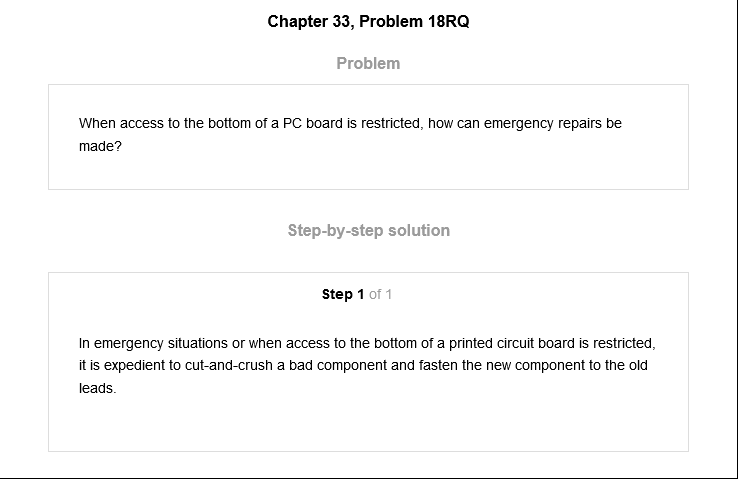 Chapter 33, Problem 18RQ
Problem
When access to the bottom of a PC board is restricted, how can emergency repairs be
made?
Step-by-step solution
Step 1 of 1
In emergency situations or when access to the bottom of a printed circuit board is restricted,
it is expedient to cut-and-crush a bad component and fasten the new component to the old
leads.